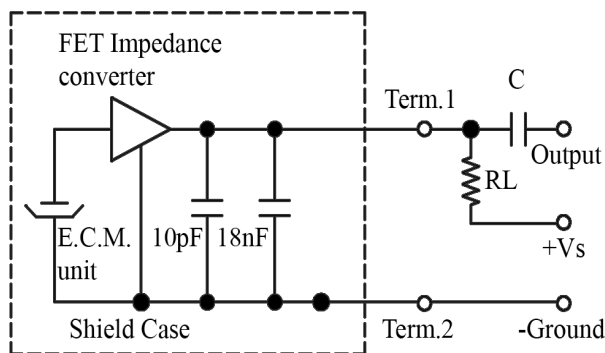 FET Impedance
converter
Term.1
C
Output
RL
+Vs
E.C.M.
unit
10pF
18nF
Shield Case
Term.2
-Ground